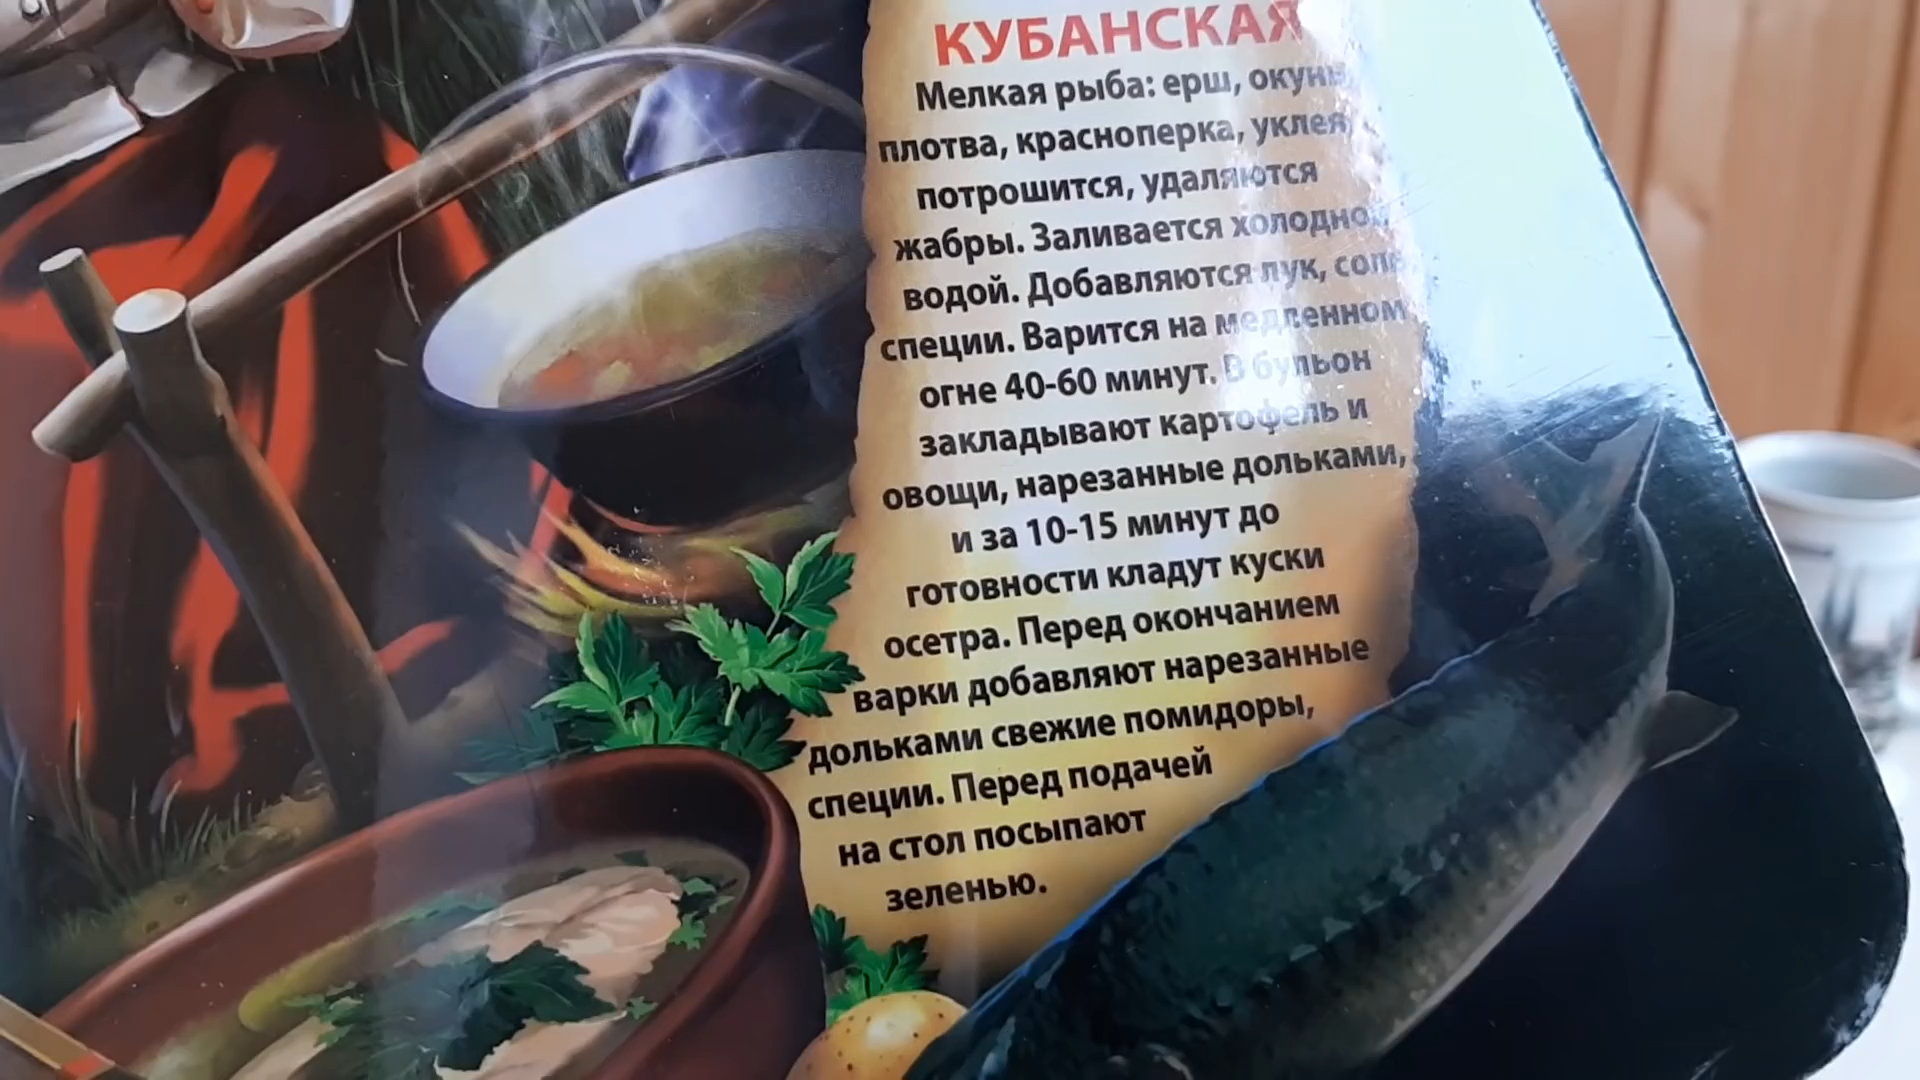 КУБАНСКАЯ
Мелкая рыба: ерш, окунь,
плотва, красноперка, уклея,
потрошится, удаляются
жабры. Заливается холодной
водой. Добавляются лук, соль,
специи. Варится на медленном
огне 40-60 минут. В бульон
закладывают картофель и
овощи, нарезанные дольками,
и за 10-15 минут до
готовности кладут куски
осетра. Перед окончанием
варки добавляют нарезанные
дольками свежие помидоры,
специи. Перед подачей
на стол посыпают
зеленью.